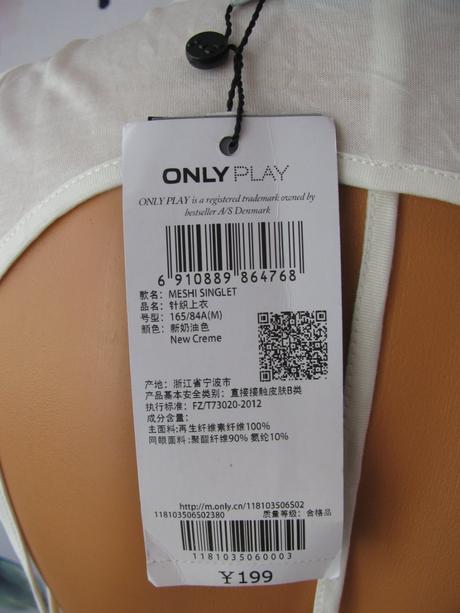 ONLY PLAY
ONLY PLAY is a registered trademark owned by
bestseller A/S Denmark
6 910889 864768
款名: MESHI SINGLET
品名: 针织上衣
号型: 165/84A(M)
颜色: 新奶油色
New Creme
产地: 浙江省宁波市
产品基本安全类别: 直接接触皮肤B类
执行标准: FZ/T73020-2012
成分含量:
主面料:再生纤维素纤维100%
网眼面料: 聚酯纤维90% 氨纶10%
http://m.only.cn/118103506S02
118103506S02380 质量等级: 合格品
1181035060003
¥199